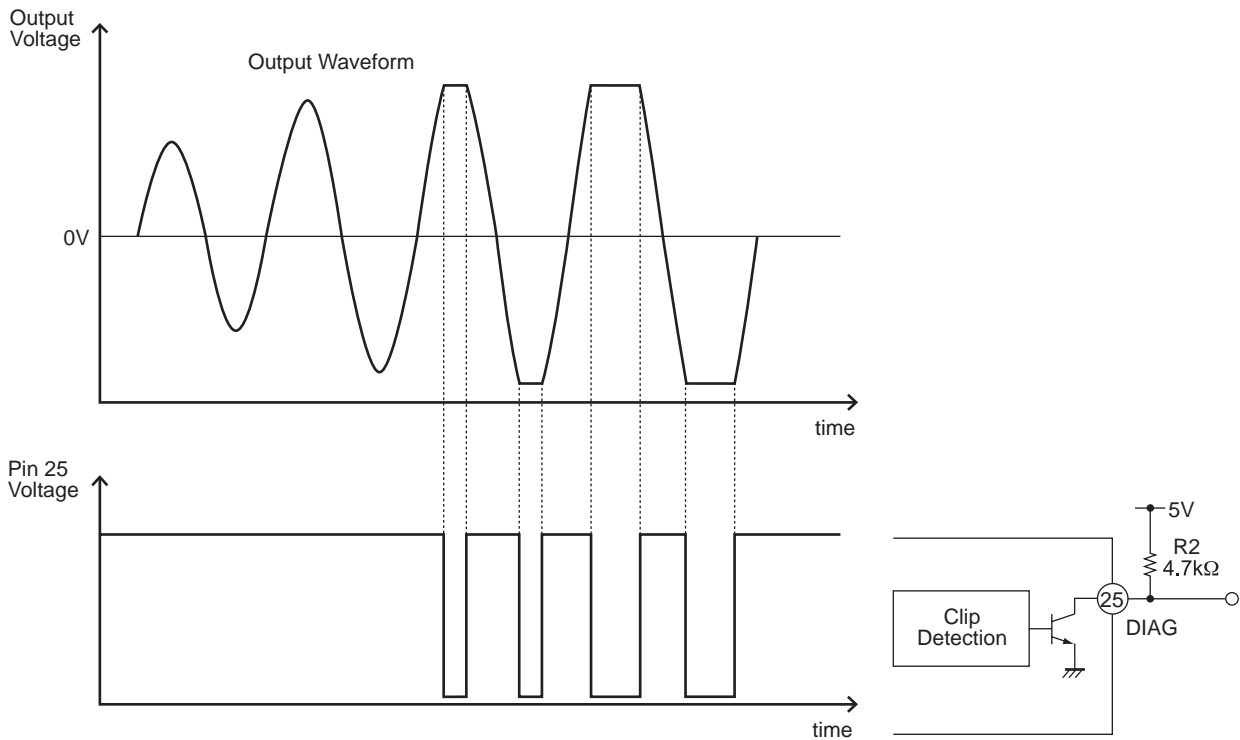 Output
Voltage
Output Waveform
0V
time
Pin 25
Voltage
time
5V
R2
4.7kΩ
25
DIAG
Clip
Detection